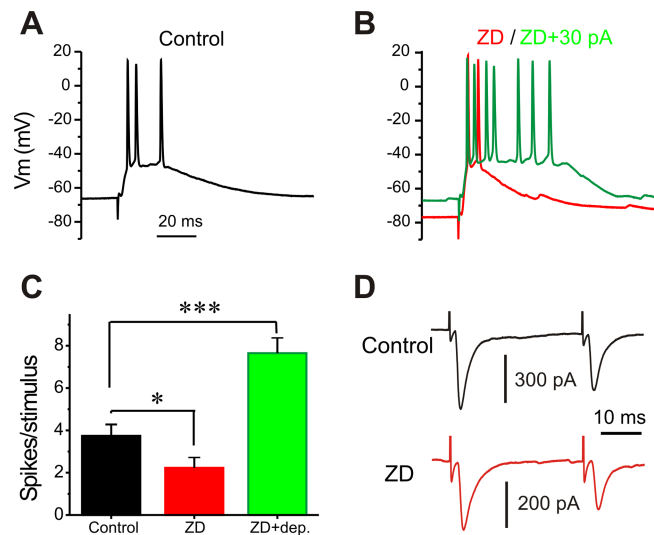 A
Control
20
0
-20
-40
-60
-80
Vm (mV)
20 ms
B
ZD / ZD+30 pA
20
0
-20
-40
-60
-80
C
***
*
8
6
4
2
0
Spikes/stimulus
Control
ZD
ZD+dep.
D
Control
300 pA
10 ms
ZD
200 pA